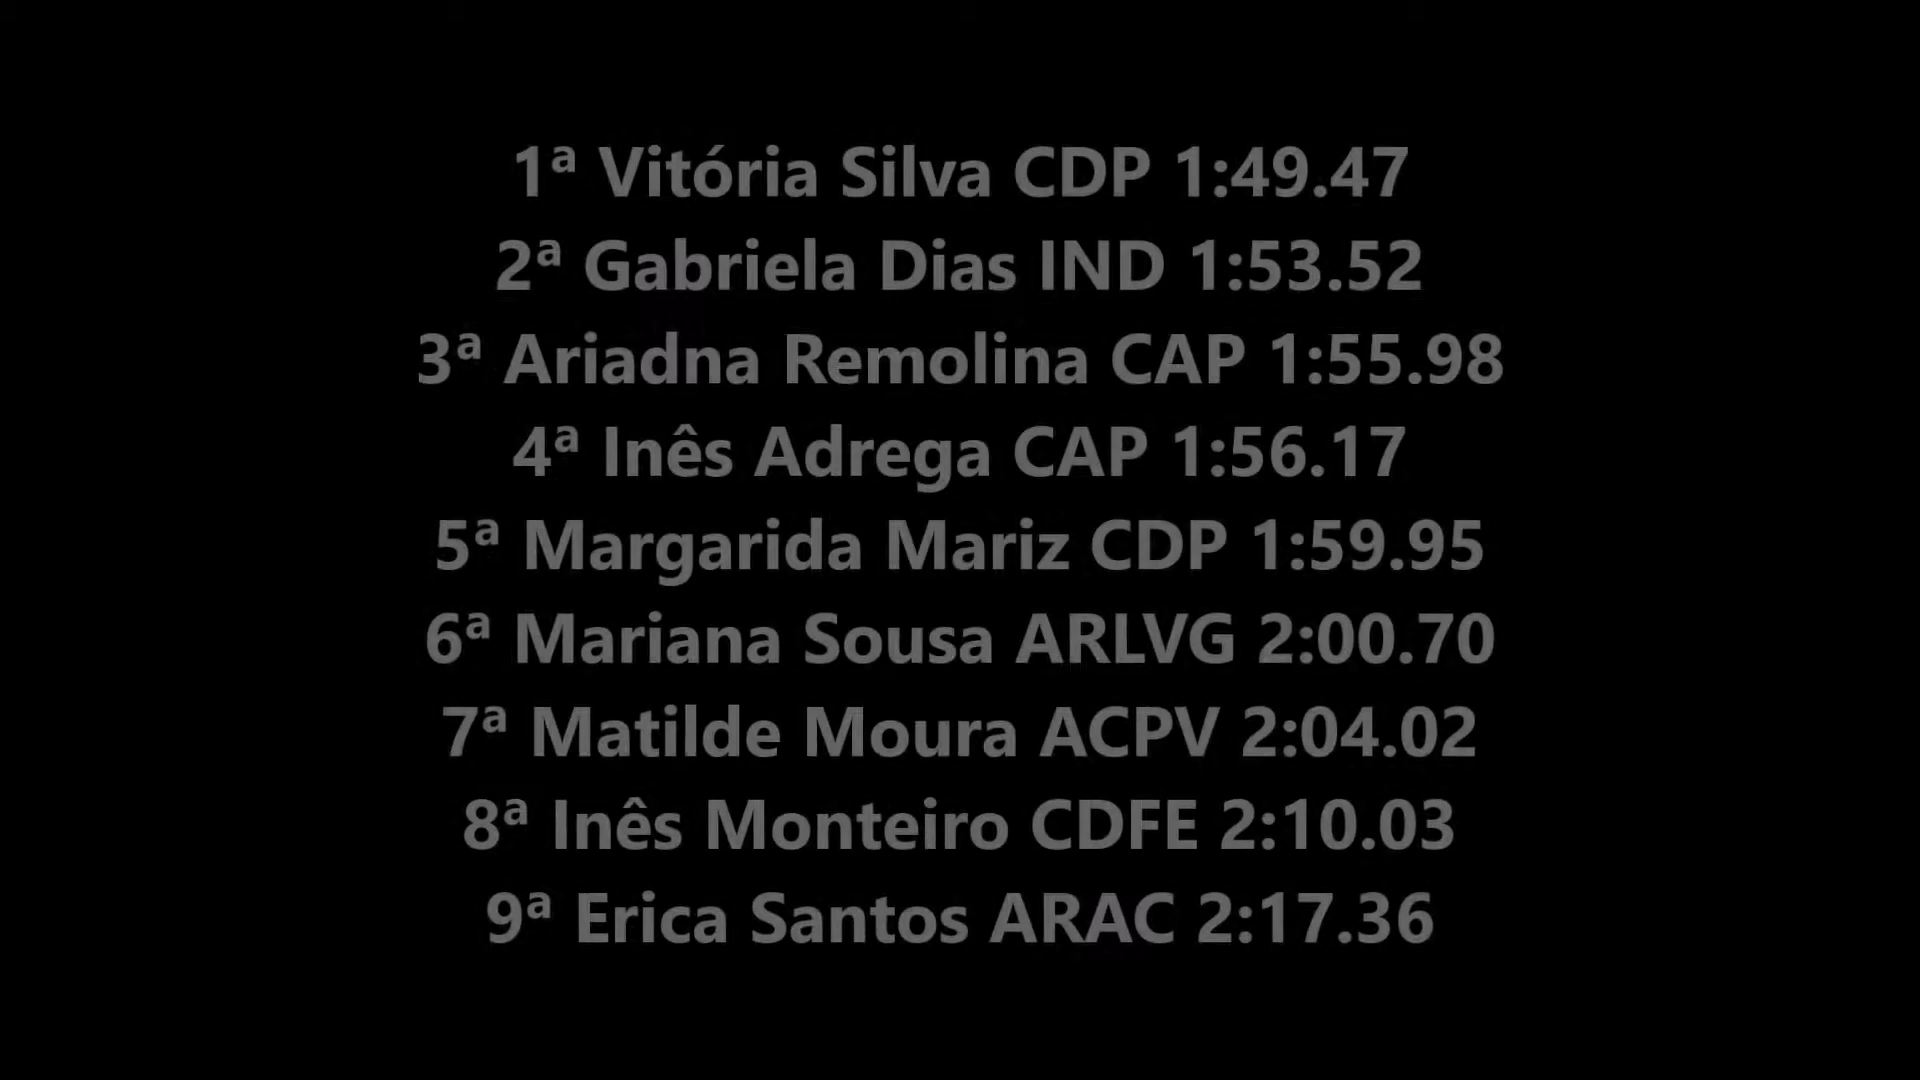 1ª Vitória Silva CDP 1:49.47
2ª Gabriela Dias IND 1:53.52
3ª Ariadna Remolina CAP 1:55.98
4ª Inês Adrega CAP 1:56.17
5ª Margarida Mariz CDP 1:59.95
6ª Mariana Sousa ARLVG 2:00.70
7ª Matilde Moura ACPV 2:04.02
8ª Inês Monteiro CDFE 2:10.03
9ª Erica Santos ARAC 2:17.36